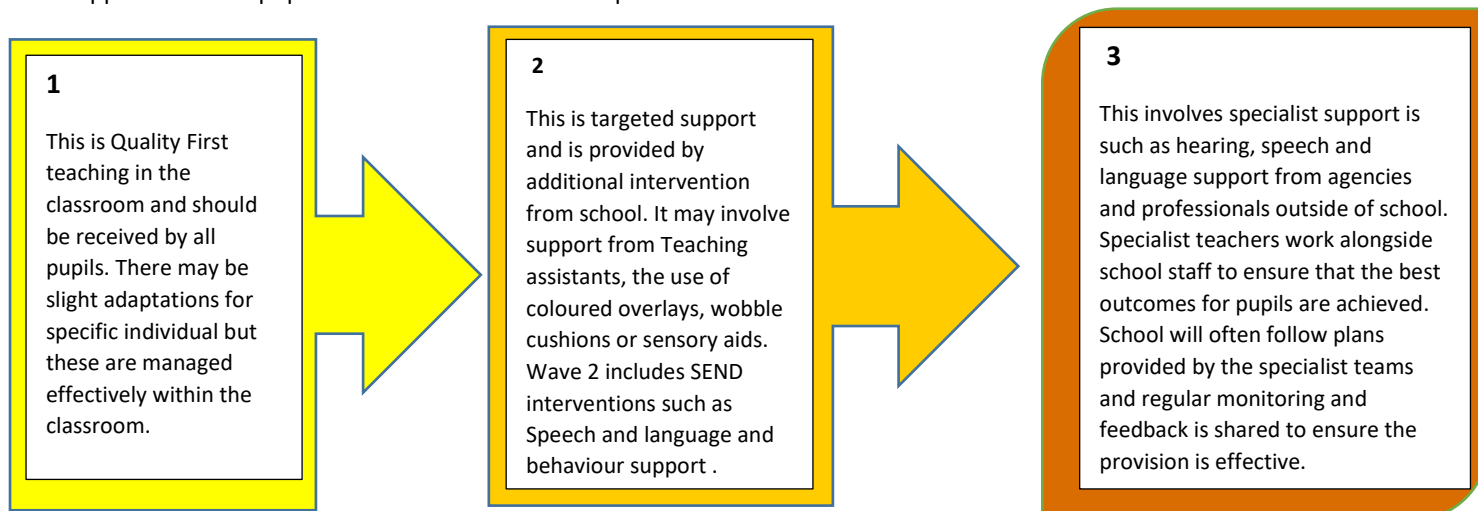 1
This is Quality First
teaching in the
classroom and should
be received by all
pupils. There may be
slight adaptations for
specific individual but
these are managed
effectively within the
classroom.
2
This is targeted support
and is provided by
additional intervention
from school. It may involve
support from Teaching
assistants, the use of
coloured overlays, wobble
cushions or sensory aids.
Wave 2 includes SEND
interventions such as
Speech and language and
behaviour support .
3
This involves specialist support is
such as hearing, speech and
language support from agencies
and professionals outside of school.
Specialist teachers work alongside
school staff to ensure that the best
outcomes for pupils are achieved.
School will often follow plans
provided by the specialist teams
and regular monitoring and
feedback is shared to ensure the
provision is effective.